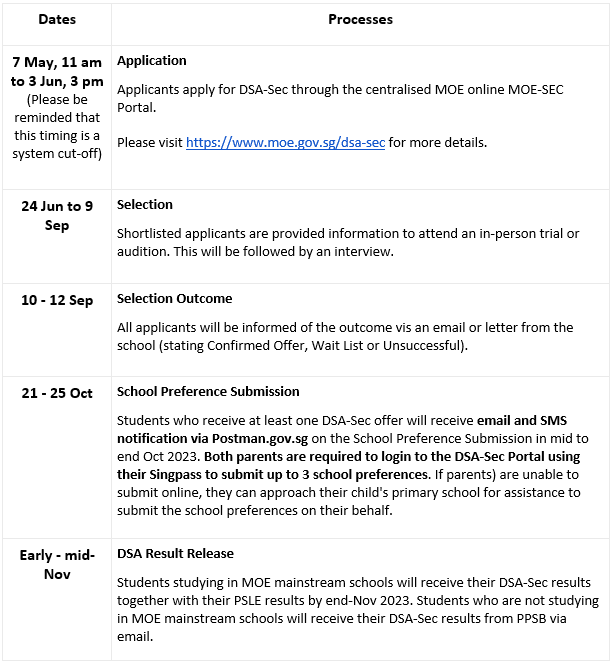 Dates
Processes
7 May, 11 am
to 3 Jun, 3 pm
(Please be
reminded that
this timing is a
system cut-off)
Application
Applicants apply for DSA-Sec through the centralised MOE online MOE-SEC
Portal.
Please visit https://www.moe.gov.sg/dsa-sec for more details.
24 Jun to 9
Sep
Selection
Shortlisted applicants are provided information to attend an in-person trial or
audition. This will be followed by an interview.
10 - 12 Sep
Selection Outcome
All applicants will be informed of the outcome vis an email or letter from the
school (stating Confirmed Offer, Wait List or Unsuccessful).
21 - 25 Oct
School Preference Submission
Students who receive at least one DSA-Sec offer will receive email and SMS
notification via Postman.gov.sg on the School Preference Submission in mid to
end Oct 2023. Both parents are required to login to the DSA-Sec Portal using
their Singpass to submit up to 3 school preferences. If parents) are unable to
submit online, they can approach their child's primary school for assistance to
submit the school preferences on their behalf.
Early - mid-
Nov
DSA Result Release
Students studying in MOE mainstream schools will receive their DSA-Sec results
together with their PSLE results by end-Nov 2023. Students who are not studying
in MOE mainstream schools will receive their DSA-Sec results from PPSB via
email.